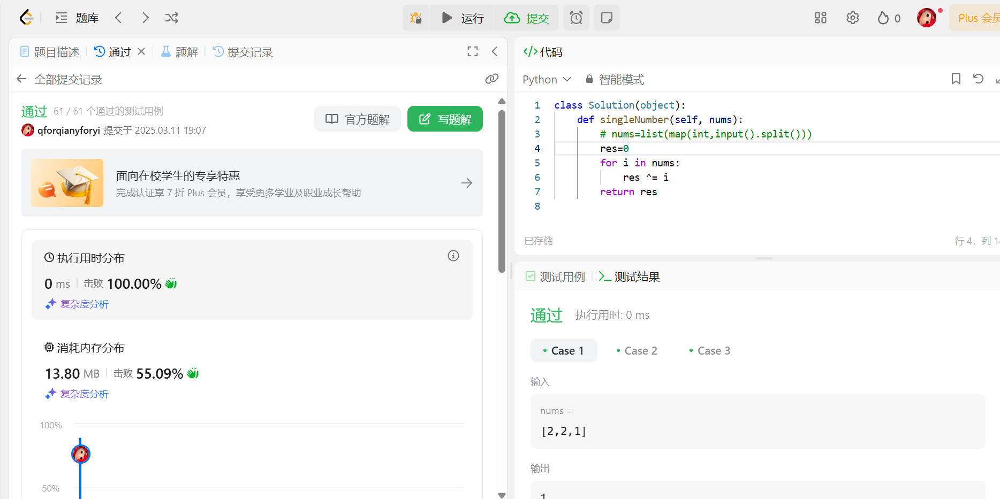 题库
运行
提交
0
Plus 会员
题目描述
通过
题解
提交记录
全部提交记录
通过 61 / 61 个通过的测试用例
qforqianyforyi 提交于 2025.03.11 19:07
官方题解
写题解
面向在校学生的专享特惠
完成认证享 7 折 Plus 会员，享受更多学业及职业成长帮助
执行用时分布
0 ms 击败 100.00%
复杂度分析
消耗内存分布
13.80 MB 击败 55.09%
复杂度分析
100%
50%
代码
Python 智能模式
1 class Solution(object):
2 def singleNumber(self, nums):
3 # nums=list(map(int,input().split()))
4 res=0
5 for i in nums:
6 res ^= i
7 return res
8
已存储
行 4，列 1
测试用例
测试结果
通过 执行用时: 0 ms
Case 1
Case 2
Case 3
输入
nums =
[2,2,1]
输出
1